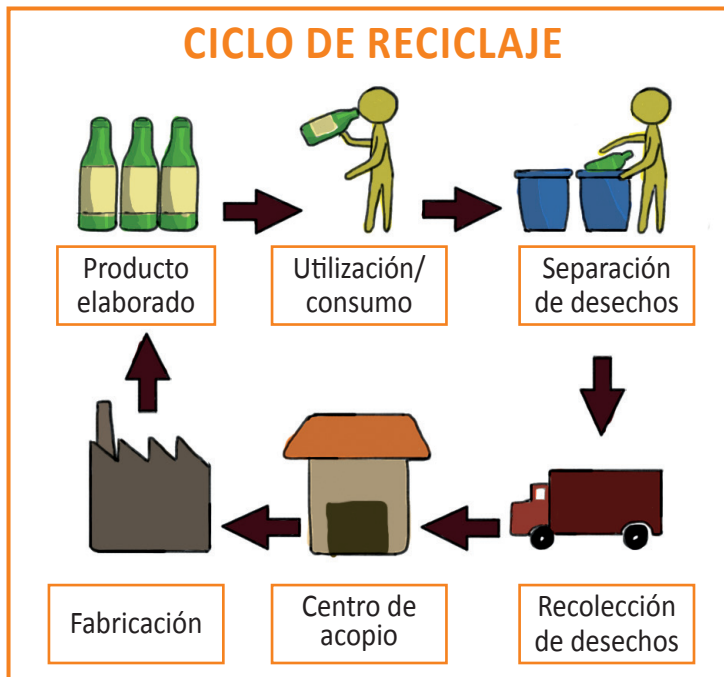 CICLO DE RECICLAJE
Producto
elaborado
Utilización/
consumo
Separación
de desechos
Fabricación
Centro de
acopio
Recolección
de desechos